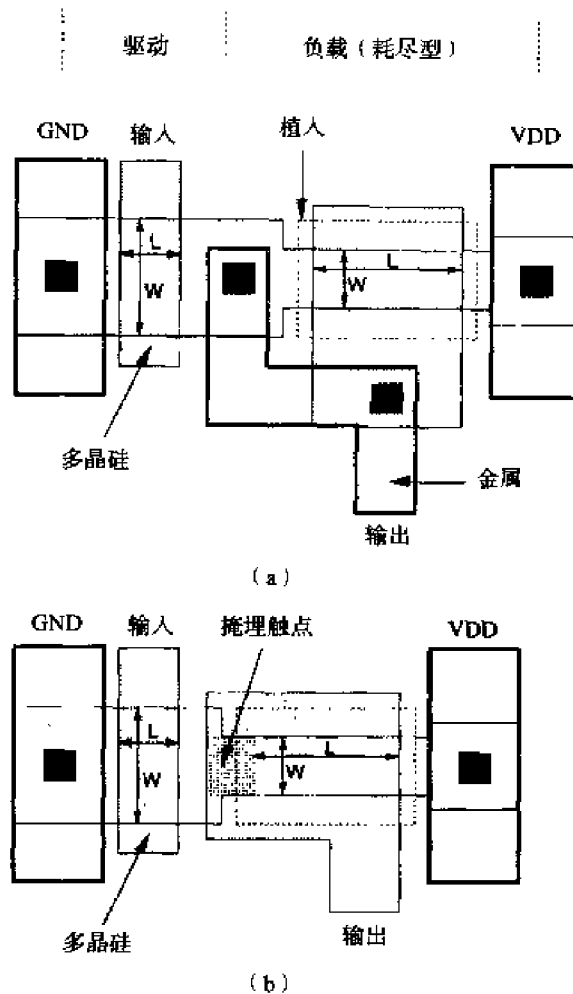 驱动 负载(耗尽型)
GND 输入 植入 VDD
L
W
L
W
多晶硅
金属
输出
(a)
GND 输入 掩埋触点 VDD
L
W
L
W
多晶硅
输出
(b)